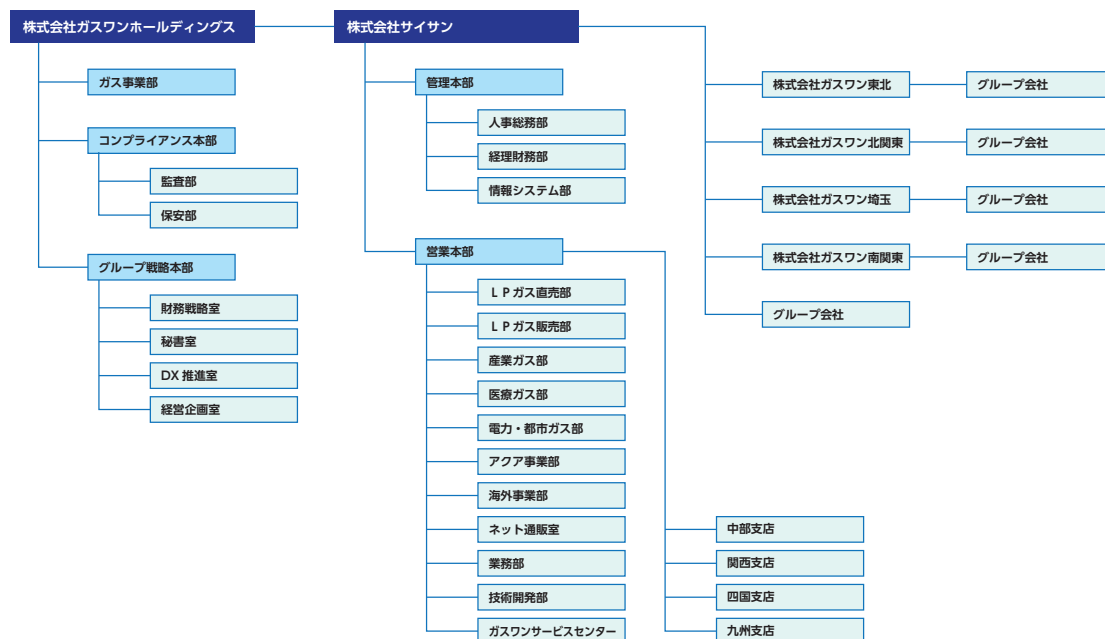 株式会社ガスワンホールディングス
ガス事業部
コンプライアンス本部
監査部
保安部
グループ戦略本部
財務戦略室
秘書室
DX 推進室
経営企画室
株式会社サイサン
管理本部
人事総務部
経理財務部
情報システム部
営業本部
ＬＰガス直売部
ＬＰガス販売部
産業ガス部
医療ガス部
電力・都市ガス部
アクア事業部
海外事業部
ネット通販室
業務部
技術開発部
ガスワンサービスセンター
中部支店
関西支店
四国支店
九州支店
株式会社ガスワン東北
グループ会社
株式会社ガスワン北関東
グループ会社
株式会社ガスワン埼玉
グループ会社
株式会社ガスワン南関東
グループ会社
グループ会社